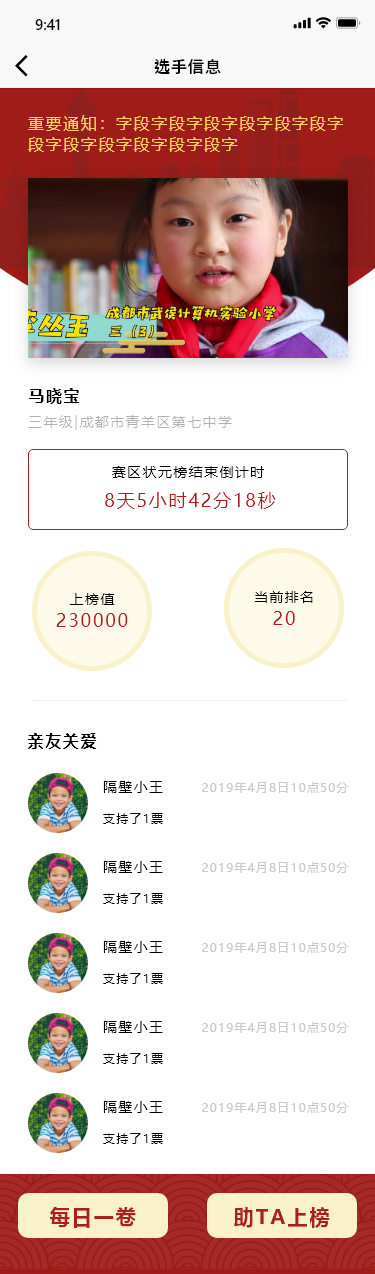 9:41
选手信息
重要通知：字段字段字段字段字段字段字
段字段字段字段字段字段字
成都市武侯计算机实验小学
丛玉
三（3）
马晓宝
三年级|成都市青羊区第七中学
赛区状元榜结束倒计时
8天5小时42分18秒
上榜值
230000
当前排名
20
亲友关爱
隔壁小王
2019年4月8日10点50分
支持了1票
隔壁小王
2019年4月8日10点50分
支持了1票
隔壁小王
2019年4月8日10点50分
支持了1票
隔壁小王
2019年4月8日10点50分
支持了1票
隔壁小王
2019年4月8日10点50分
支持了1票
每日一卷
助TA上榜